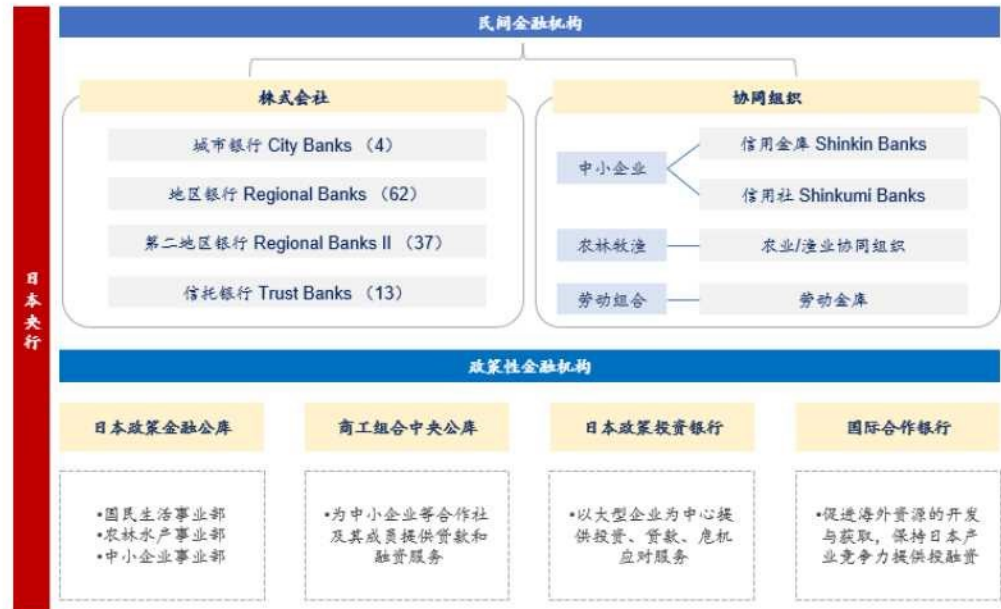 日本央行
民间金融机构
株式会社
城市银行 City Banks （4）
地区银行 Regional Banks （62）
第二地区银行 Regional Banks II （37）
信托银行 Trust Banks （13）
协同组织
中小企业
信用金库 Shinkin Banks
信用社 Shinkumi Banks
农林牧渔
农业/渔业协同组织
劳动组合
劳动金库
政策性金融机构
日本政策金融公库
•国民生活事业部
•农林水产事业部
•中小企业事业部
商工组合中央公库
•为中小企业等合作社
及其成员提供贷款和
融资服务
日本政策投资银行
•以大型企业为中心提
供投资、贷款、危机
应对服务
国际合作银行
•促进海外资源的开发
与获取，保持日本产
业竞争力提供投融资